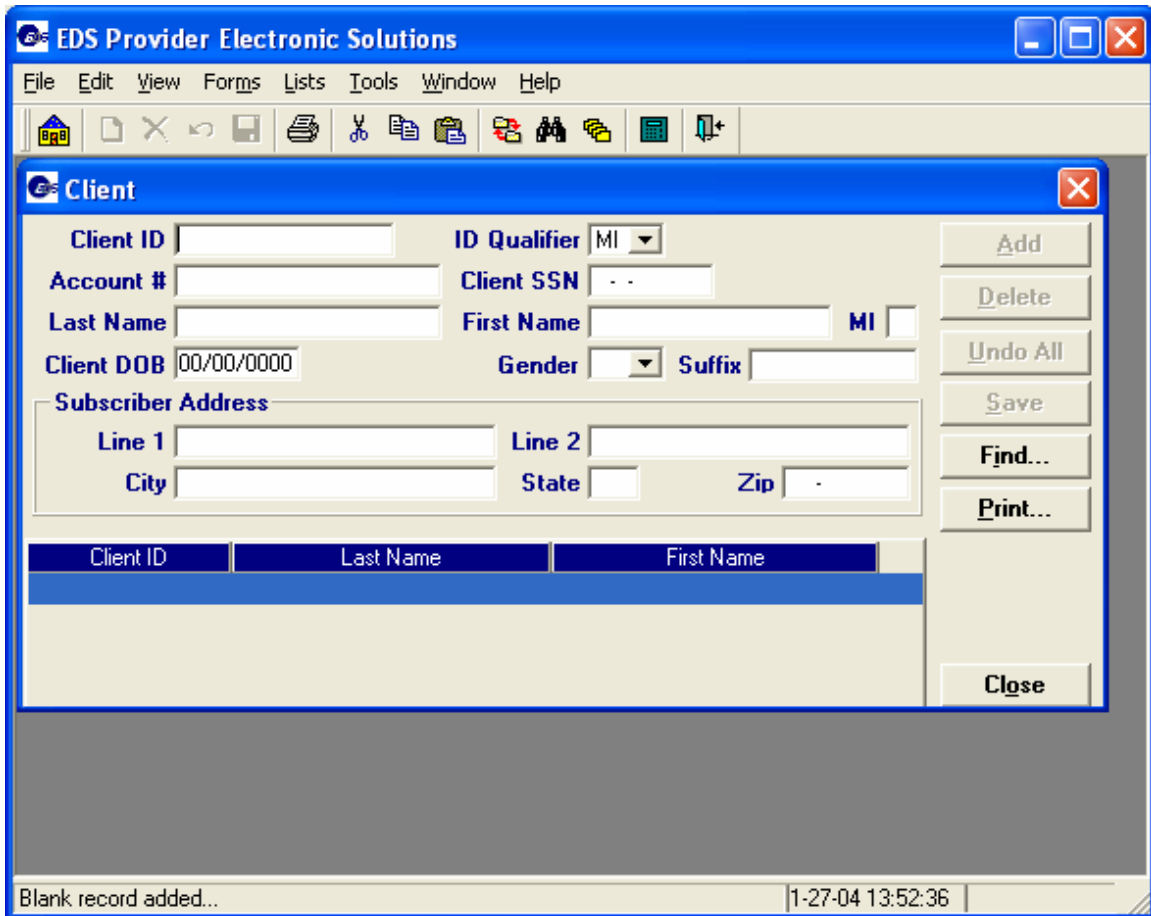 EDS Provider Electronic Solutions
File Edit View Forms Lists Tools Window Help
EDS Client
Client ID ID Qualifier MI Add
Account # Client SSN - - Delete
Last Name First Name MI
Client DOB 00/00/0000 Gender Suffix Undo All
Subscriber Address Save
Line 1 Line 2 Find...
City State Zip - Print...
Client ID Last Name First Name
Close
Blank record added... 1-27-04 13:52:36